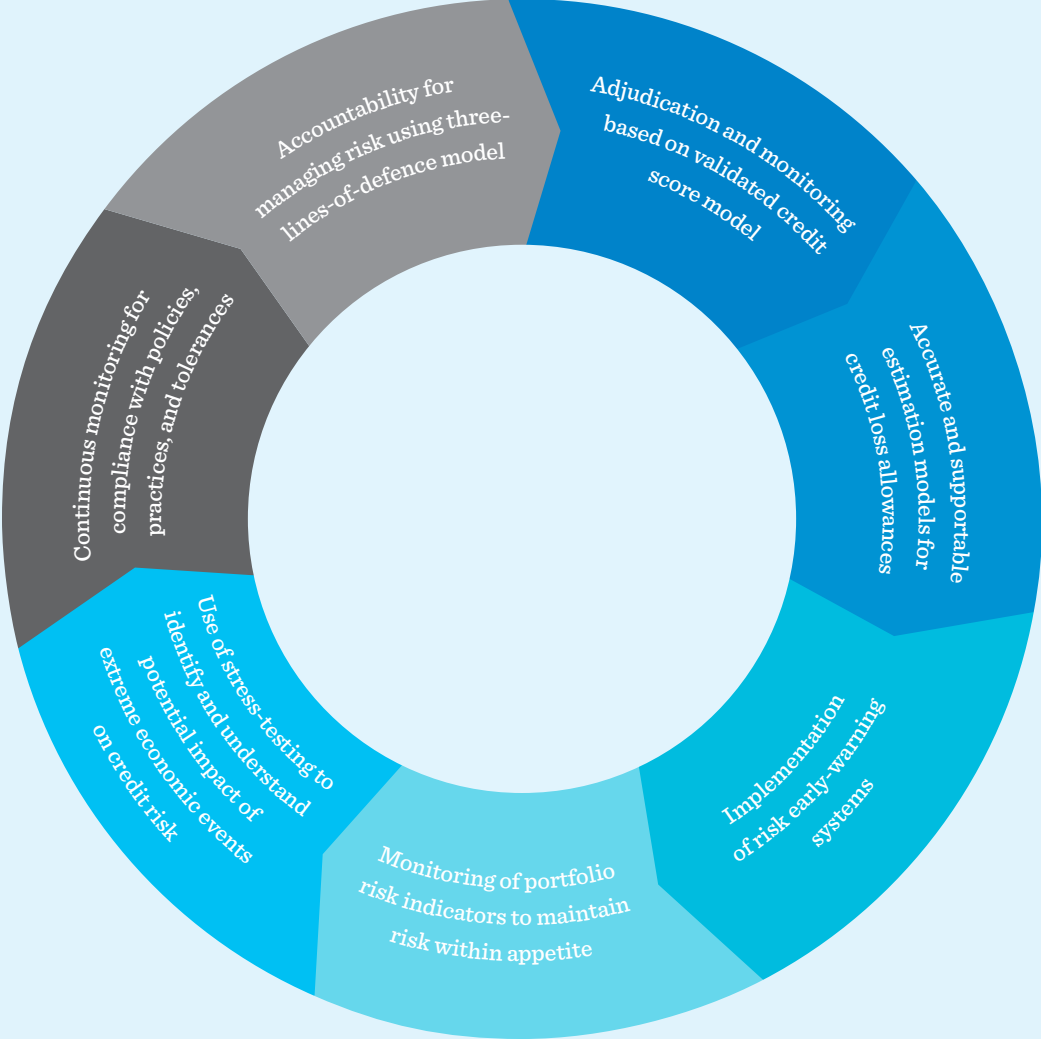 Accountability for
managing risk using three-
lines-of-defence model
Adjudication and monitoring
based on validated credit
score model
Accurate and supportable
estimation models for
credit loss allowances
Implementation
of risk early-warning
systems
Monitoring of portfolio
risk indicators to maintain
risk within appetite
Use of stress-testing to
identify and understand
potential impact of
extreme economic events
on credit risk
Continuous monitoring for
compliance with policies,
practices, and tolerances